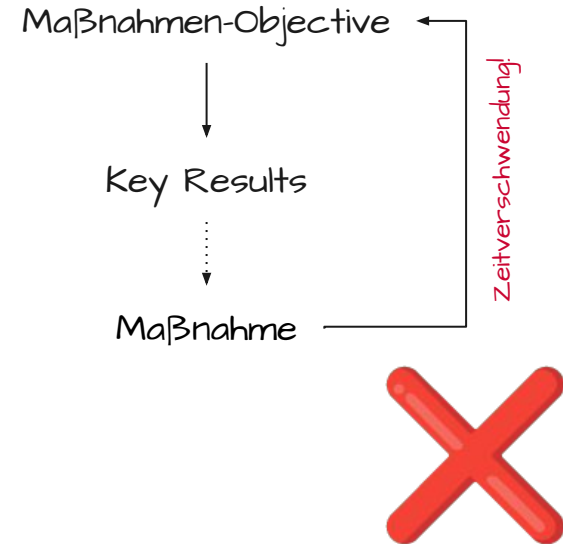 Maßnahmen-Objective
Zeitverschwendung!
Key Results
Maßnahme